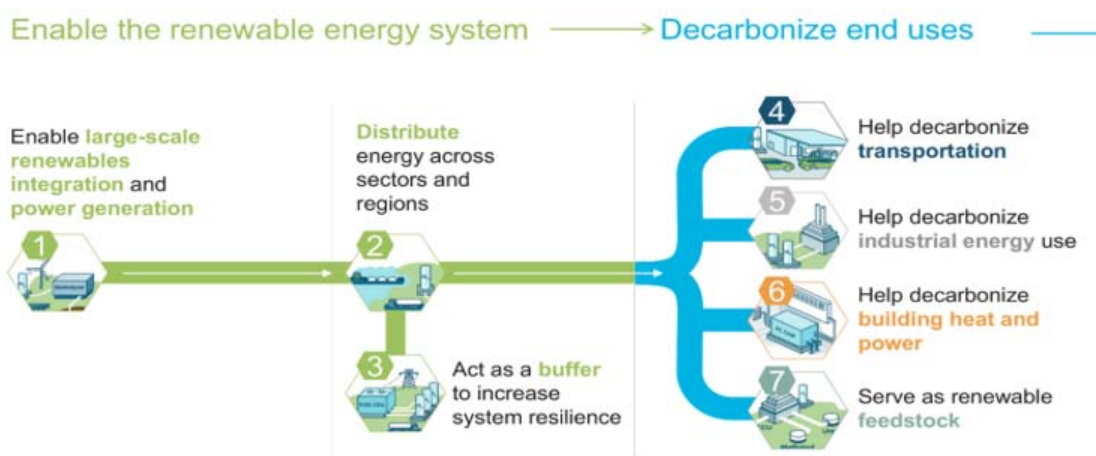 Enable the renewable energy system
Decarbonize end uses
Enable large-scale
renewables
integration and
power generation
1
Distribute
energy across
sectors and
regions
2
3
Act as a buffer
to increase
system resilience
4
Help decarbonize
transportation
5
Help decarbonize
industrial energy use
6
Help decarbonize
building heat and
power
7
Serve as renewable
feedstock